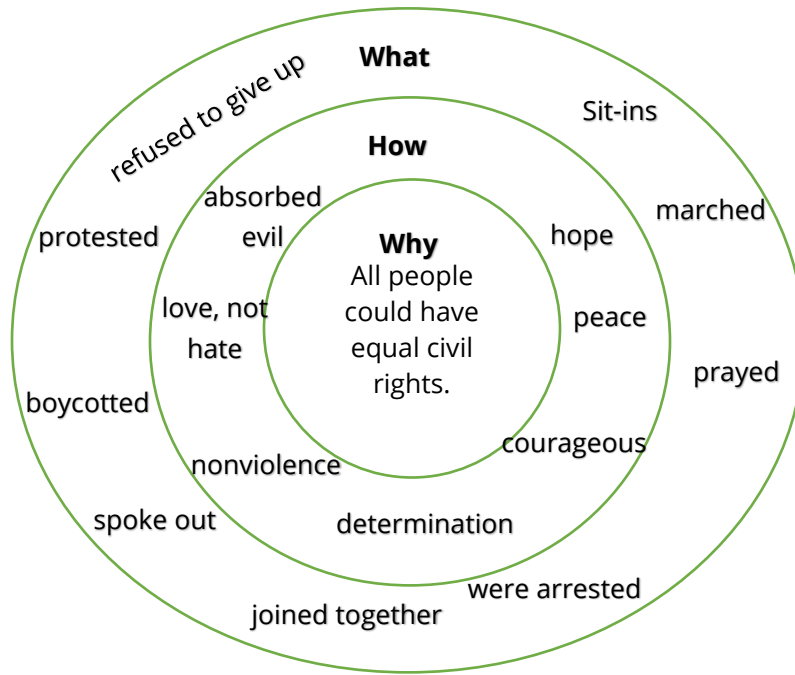 What
refused to give up
Sit-ins
marched
protested
prayed
boycotted
spoke out
were arrested
joined together
How
absorbed
evil
hope
love, not
hate
peace
courageous
nonviolence
determination
Why
All people
could have
equal civil
rights.